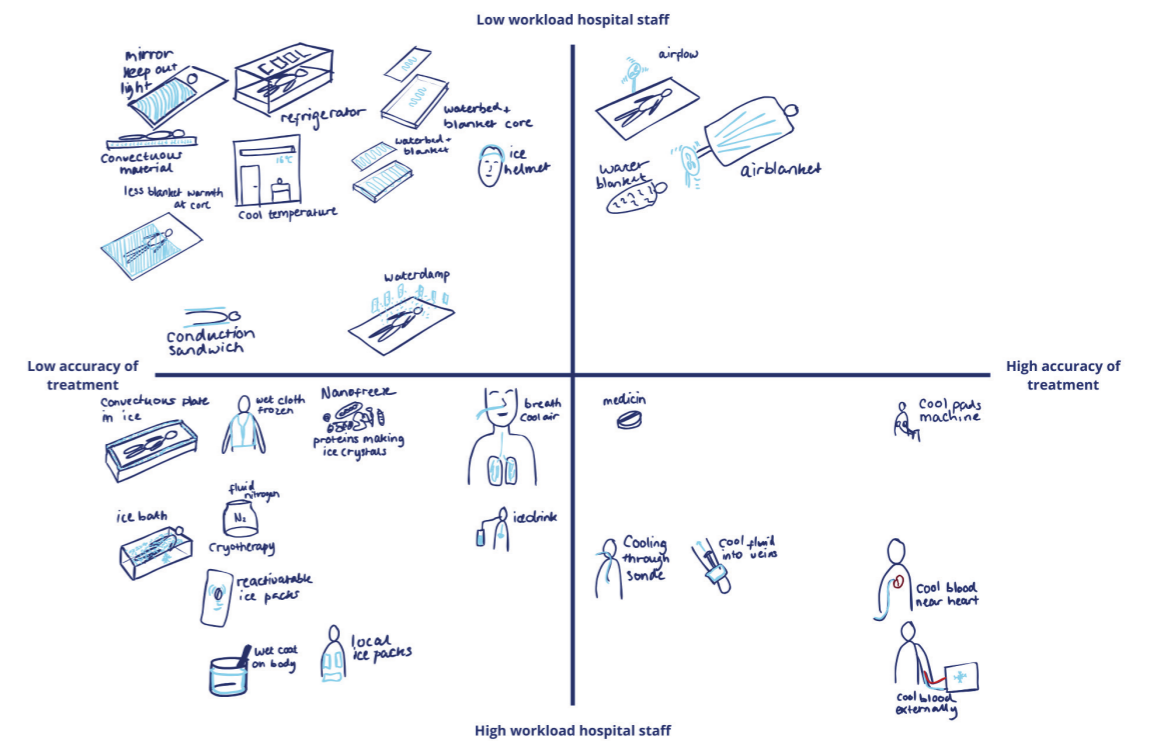 Low workload hospital staff
mirror
keep out
light
COOL
refrigerator
waterbed +
blanket core
Convectuous
material
16°C
Cool temperature
waterbed +
blanket
ice
helmet
less blanket warmth
at core
waterdamp
conduction
sandwich
airflow
airblanket
water
blanket
Low accuracy of
treatment
High accuracy of
treatment
Convectuous plate
in ice
wet cloth
frozen
Nanofreeze
proteins making
ice crystals
breath
cool air
ice bath
fluid
nitrogen
N₂
Cryotherapy
icedrink
reactivatable
ice packs
wet coat
on body
local
ice packs
medicin
Cool pads
machine
Cooling
through
sonde
Cool fluid
into veins
Cool blood
near heart
Cool blood
externally
High workload hospital staff